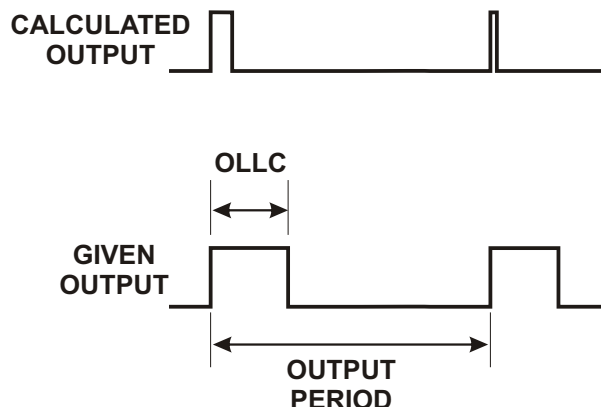 CALCULATED
OUTPUT
OLLC
GIVEN
OUTPUT
OUTPUT
PERIOD